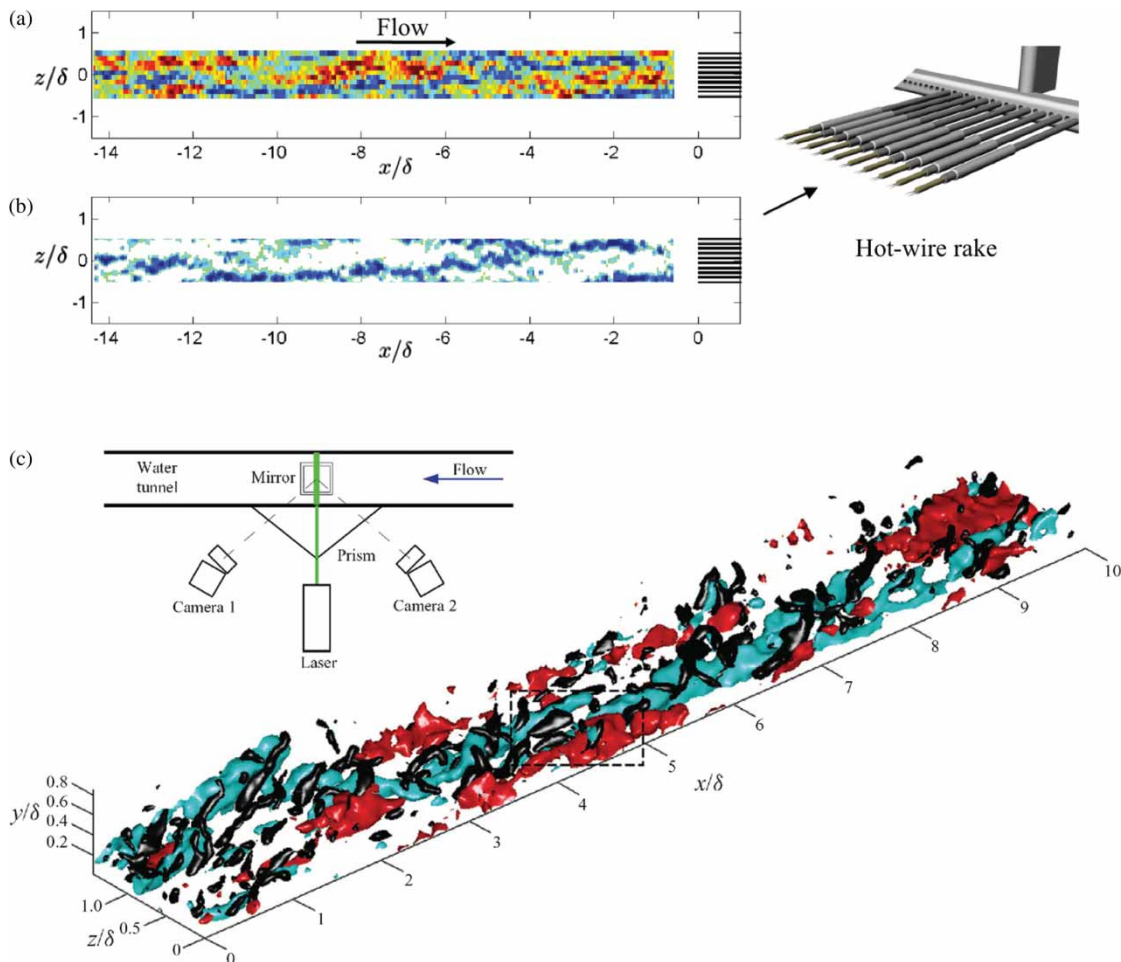 (a)
Flow
1
z/δ 0
-1
-14 -12 -10 -8 -6 -4 -2 0
x/δ
(b)
1
z/δ 0
-1
-14 -12 -10 -8 -6 -4 -2 0
x/δ
Hot-wire rake
(c)
Water tunnel
Mirror
Flow
Prism
Camera 1
Camera 2
Laser
10
9
8
7
6
5
4
3
2
1
0
x/δ
0.8
0.6
0.4
0.2
y/δ
1.0
0.5
0
z/δ